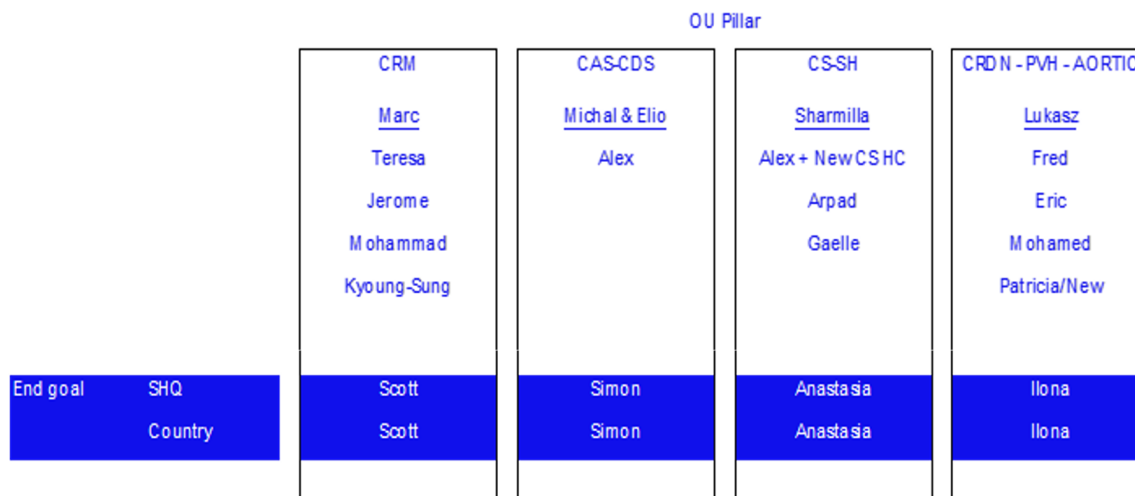 OU Pillar
CRM CAS-CDS CS-SH CRDN - PVH - AORTIC
Marc Michal & Elio Sharmilla Lukasz
Teresa Alex Alex + New CS HC Fred
Jerome Arpad Eric
Mohammad Gaelle Mohamed
Kyoung-Sung Patricia/New
End goal SHQ Scott Simon Anastasia Ilona
Country Scott Simon Anastasia Ilona